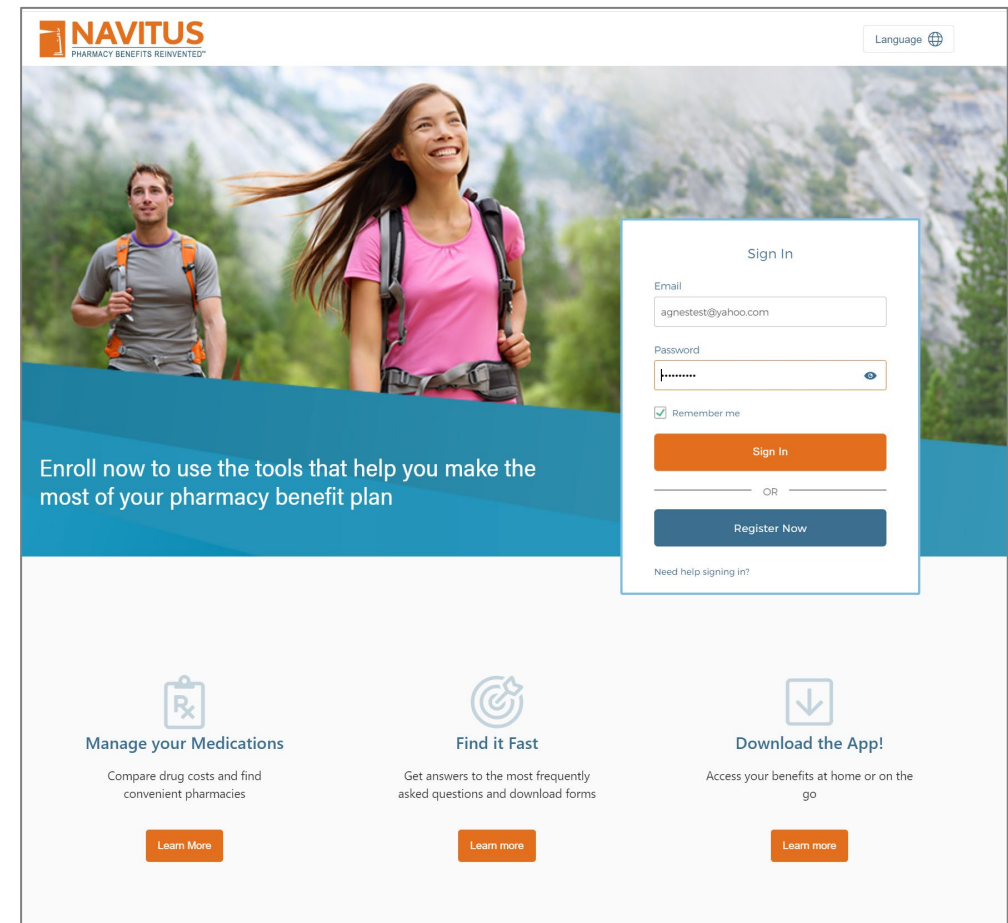 NAVITUS
PHARMACY BENEFITS REINVENTED™
Language
Sign In
Email
agnestest@yahoo.com
Password
••••••••••
Remember me
Sign In
OR
Register Now
Need help signing in?
Enroll now to use the tools that help you make the
most of your pharmacy benefit plan
Rx
Manage your Medications
Compare drug costs and find
convenient pharmacies
Learn More
Find it Fast
Get answers to the most frequently
asked questions and download forms
Learn more
Download the App!
Access your benefits at home or on the
go
Learn more